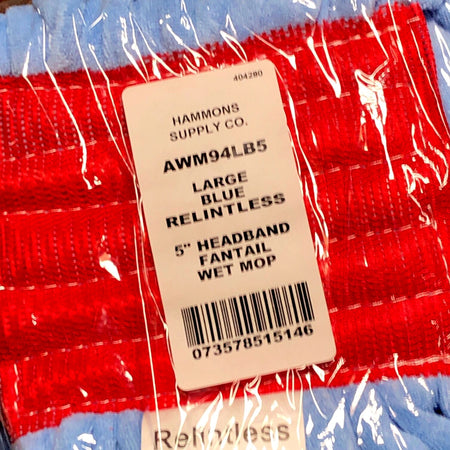 404280
HAMMONS
SUPPLY CO.
AWM94LB5
LARGE
BLUE
RELINTLESS
5" HEADBAND
FANTAIL
WET MOP
073578515146
Relintless